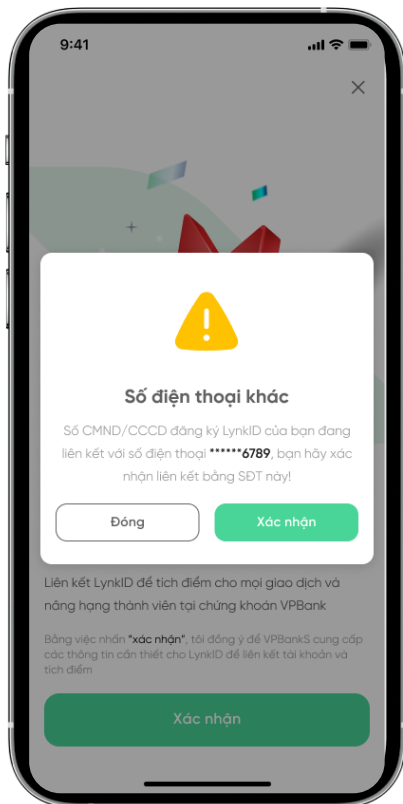 9:41
Số điện thoại khác
Số CMND/CCCD đăng ký LynkID của bạn đang
liên kết với số điện thoại ******6789, bạn hãy xác
nhận liên kết bằng SĐT này!
Đóng
Xác nhận
Liên kết LynkID để tích điểm cho mọi giao dịch và
nâng hạng thành viên tại chứng khoán VPBank
Bằng việc nhấn "xác nhận", tôi đồng ý để VPBankS cung cấp
các thông tin cần thiết cho LynkID để liên kết tài khoản và
tích điểm
Xác nhận